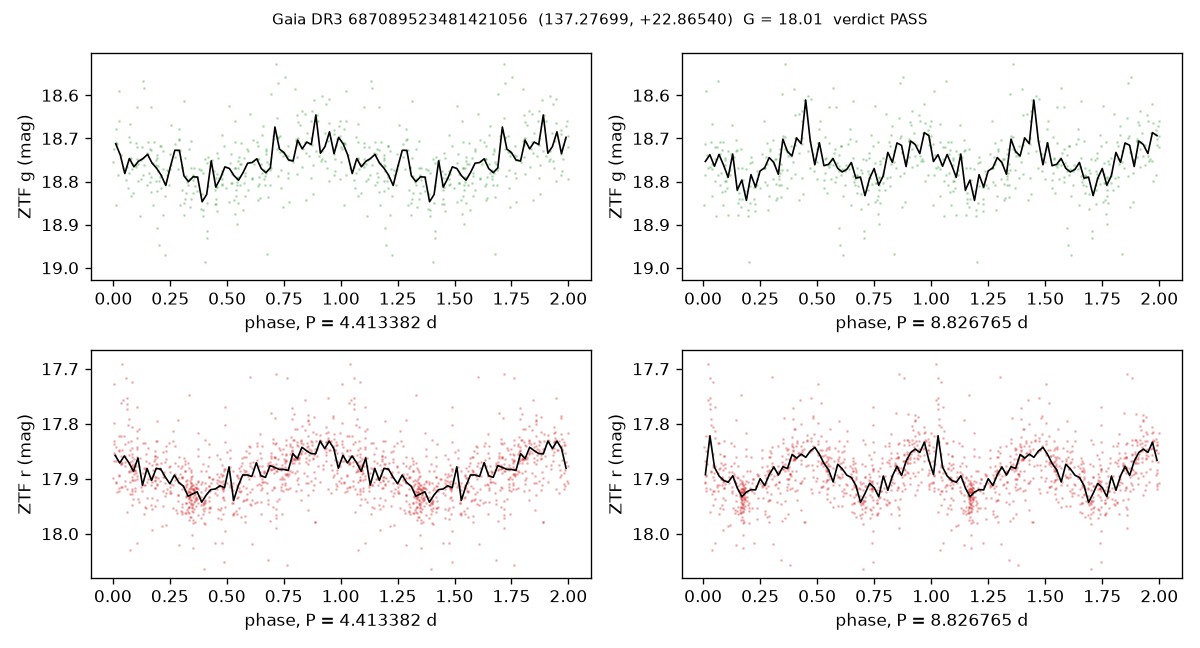 Gaia DR3 687089523481421056 (137.27699, +22.86540) G = 18.01 verdict PASS
ZTF g (mag)
18.6
18.7
18.8
18.9
19.0
0.00 0.25 0.50 0.75 1.00 1.25 1.50 1.75 2.00
phase, P = 4.413382 d
ZTF g (mag)
18.6
18.7
18.8
18.9
19.0
0.00 0.25 0.50 0.75 1.00 1.25 1.50 1.75 2.00
phase, P = 8.826765 d
ZTF r (mag)
17.7
17.8
17.9
18.0
0.00 0.25 0.50 0.75 1.00 1.25 1.50 1.75 2.00
phase, P = 4.413382 d
ZTF r (mag)
17.7
17.8
17.9
18.0
0.00 0.25 0.50 0.75 1.00 1.25 1.50 1.75 2.00
phase, P = 8.826765 d